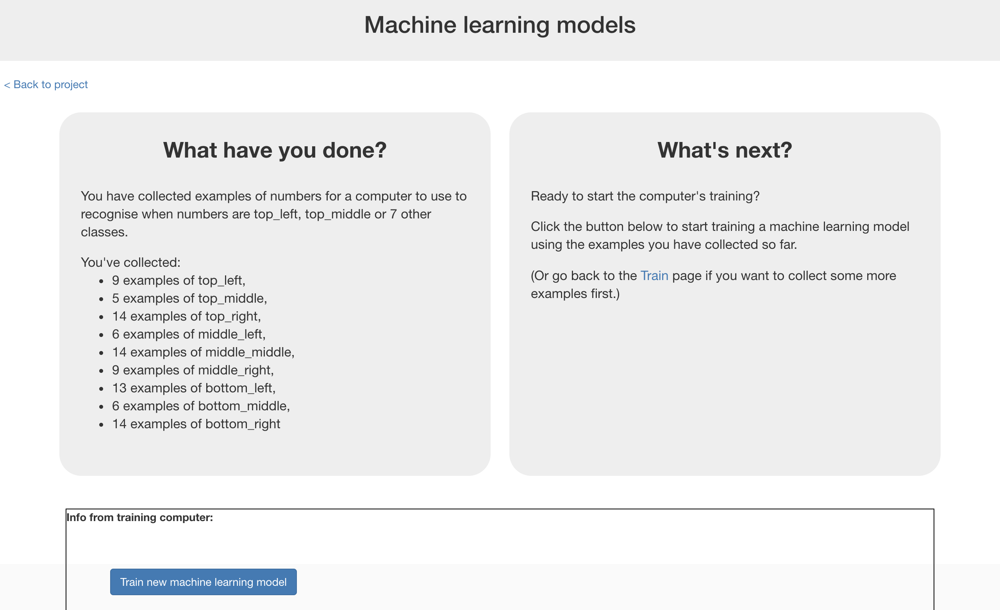 Machine learning models
< Back to project
What have you done?
You have collected examples of numbers for a computer to use to
recognise when numbers are top_left, top_middle or 7 other
classes.
You've collected:
• 9 examples of top_left,
• 5 examples of top_middle,
• 14 examples of top_right,
• 6 examples of middle_left,
• 14 examples of middle_middle,
• 9 examples of middle_right,
• 13 examples of bottom_left,
• 6 examples of bottom_middle,
• 14 examples of bottom_right
What's next?
Ready to start the computer's training?
Click the button below to start training a machine learning model
using the examples you have collected so far.
(Or go back to the Train page if you want to collect some more
examples first.)
Info from training computer:
Train new machine learning model